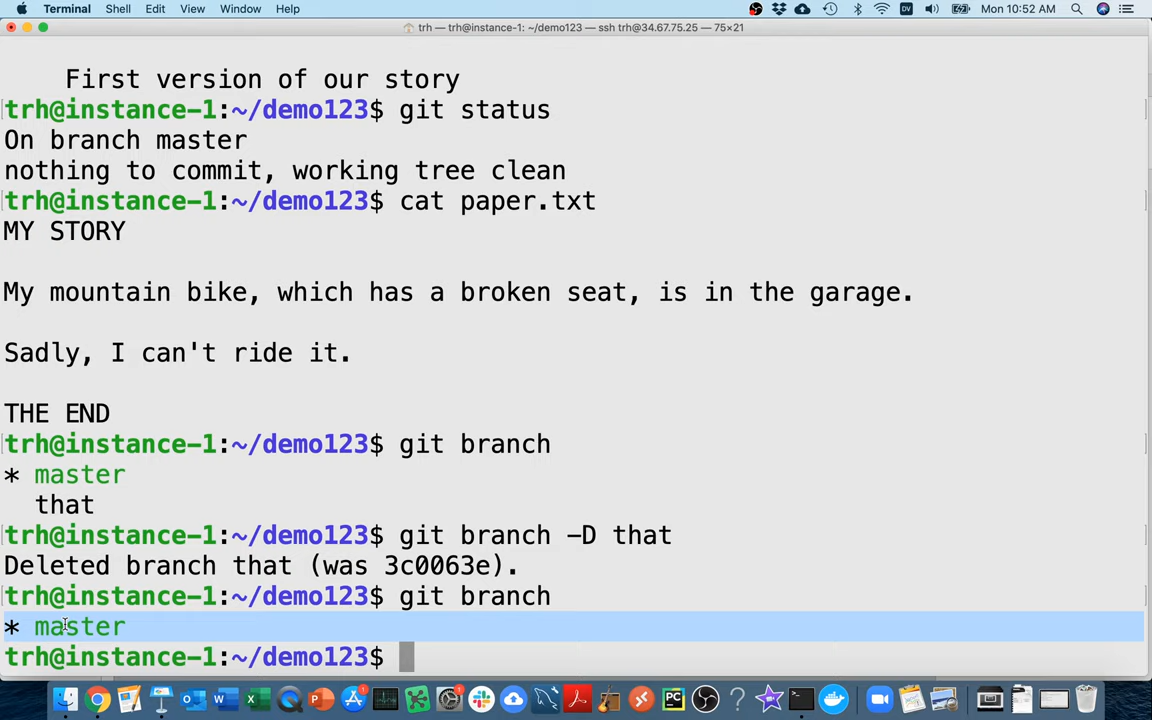 Terminal Shell Edit View Window Help
DV
Mon 10:52 AM
trh — trh@instance-1: ~/demo123 — ssh trh@34.67.75.25 — 75×21
First version of our story
trh@instance-1:~/demo123$ git status
On branch master
nothing to commit, working tree clean
trh@instance-1:~/demo123$ cat paper.txt
MY STORY
My mountain bike, which has a broken seat, is in the garage.
Sadly, I can't ride it.
THE END
trh@instance-1:~/demo123$ git branch
* master
that
trh@instance-1:~/demo123$ git branch -D that
Deleted branch that (was 3c0063e).
trh@instance-1:~/demo123$ git branch
* master
trh@instance-1:~/demo123$